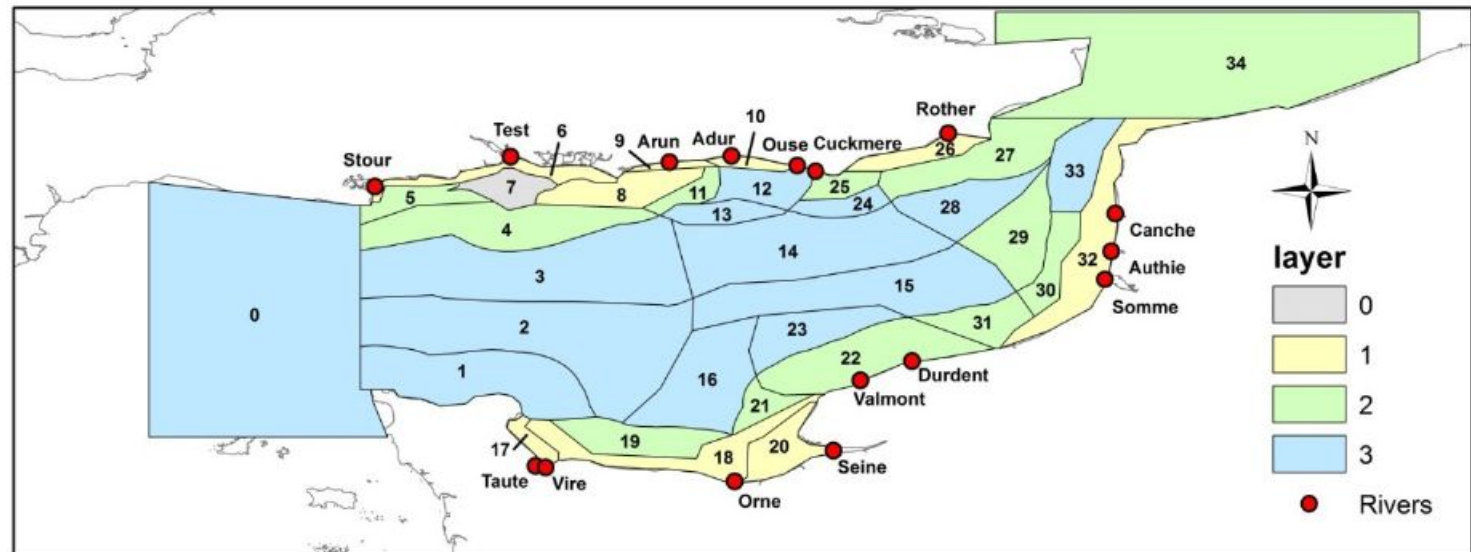 34
Rother
10
6
Test
9
Arun
Adur
Ouse
Cuckmere
26
27
Stour
33
7
8
5
11
12
25
N
24
13
28
4
Canche
29
14
layer
32
3
Authie
15
Somme
30
0
0
2
23
31
1
22
Durdent
1
16
2
Valmont
21
3
19
17
18
20
Seine
Taute
Vire
Orne
Rivers